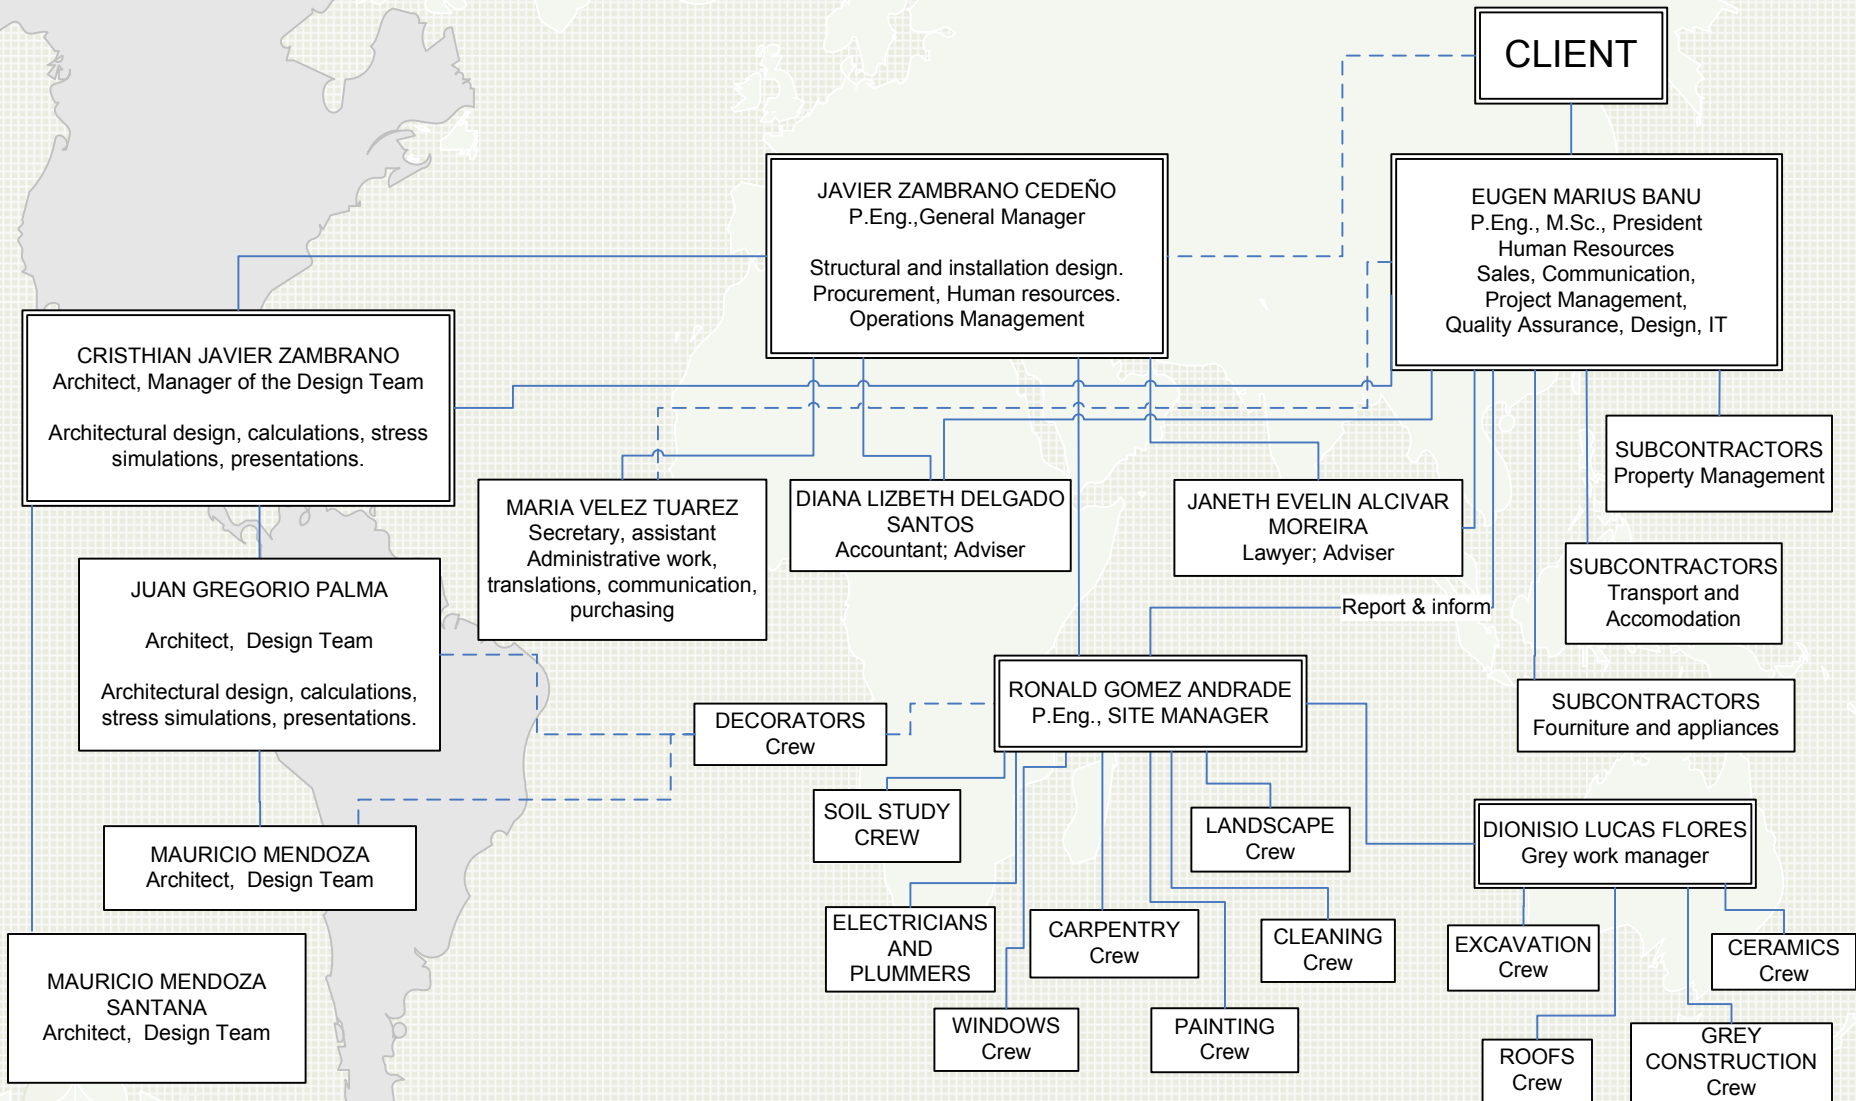 CLIENT
JAVIER ZAMBRANO CEDEÑO
P.Eng.,General Manager
Structural and installation design.
Procurement, Human resources.
Operations Management
EUGEN MARIUS BANU
P.Eng., M.Sc., President
Human Resources
Sales, Communication,
Project Management,
Quality Assurance, Design, IT
CRISTHIAN JAVIER ZAMBRANO
Architect, Manager of the Design Team
Architectural design, calculations, stress
simulations, presentations.
MARIA VELEZ TUAREZ
Secretary, assistant
Administrative work,
translations, communication,
purchasing
DIANA LIZBETH DELGADO
SANTOS
Accountant; Adviser
JANETH EVELIN ALCIVAR
MOREIRA
Lawyer; Adviser
SUBCONTRACTORS
Property Management
SUBCONTRACTORS
Transport and
Accomodation
SUBCONTRACTORS
Fourniture and appliances
Report & inform
JUAN GREGORIO PALMA
Architect, Design Team
Architectural design, calculations,
stress simulations, presentations.
RONALD GOMEZ ANDRADE
P.Eng., SITE MANAGER
DECORATORS
Crew
MAURICIO MENDOZA
Architect, Design Team
MAURICIO MENDOZA
SANTANA
Architect, Design Team
SOIL STUDY
CREW
LANDSCAPE
Crew
DIONISIO LUCAS FLORES
Grey work manager
ELECTRICIANS
AND
PLUMMERS
CARPENTRY
Crew
CLEANING
Crew
WINDOWS
Crew
PAINTING
Crew
EXCAVATION
Crew
CERAMICS
Crew
ROOFS
Crew
GREY
CONSTRUCTION
Crew